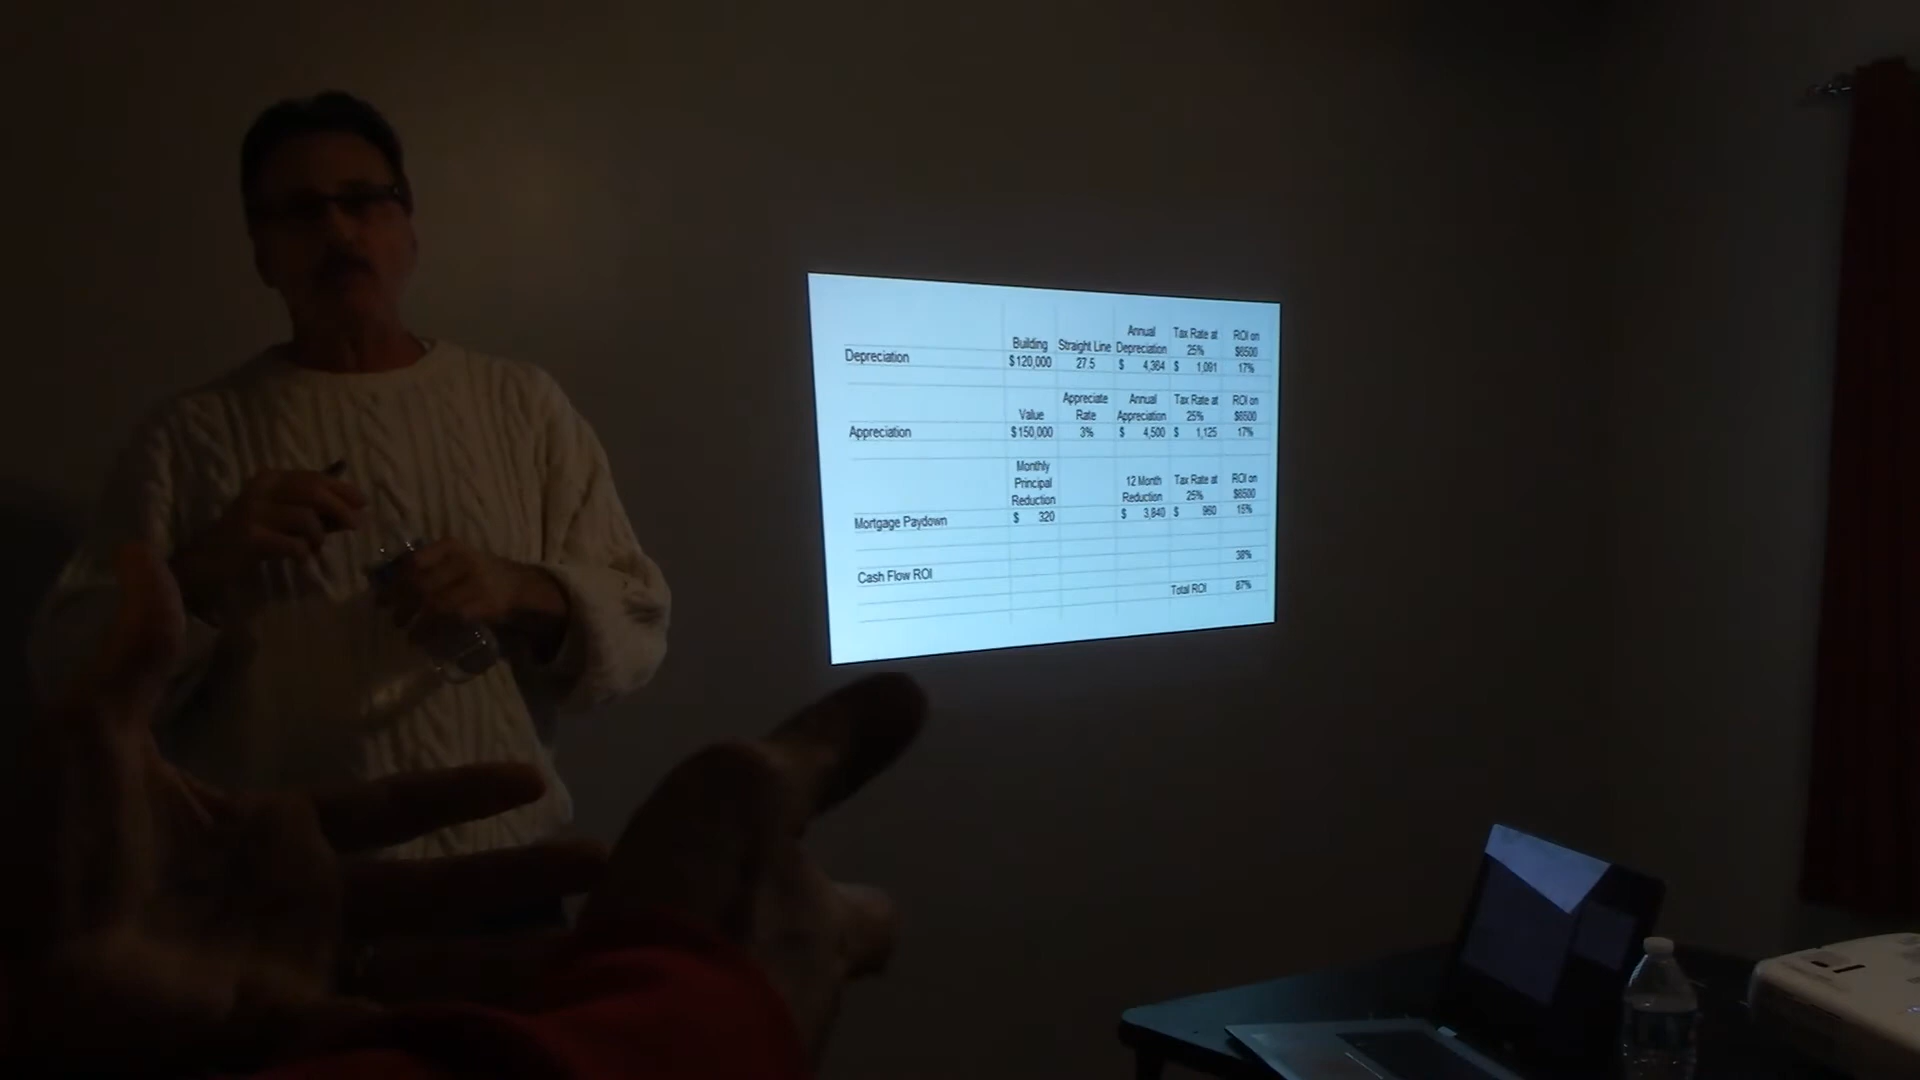 Depreciation Building Straight Line Annual Depreciation Tax Rate at 25% ROI on $6500
$120,000 27.5 $ 4,364 $ 1,091 17%
Appreciation Value Appreciate Rate Annual Appreciation Tax Rate at 25% ROI on $6500
$150,000 3% $ 4,500 $ 1,125 17%
Mortgage Paydown Monthly Principal Reduction 12 Month Reduction Tax Rate at 25% ROI on $6500
$ 320 $ 3,840 $ 960 15%
Cash Flow ROI 38%
Total ROI 87%